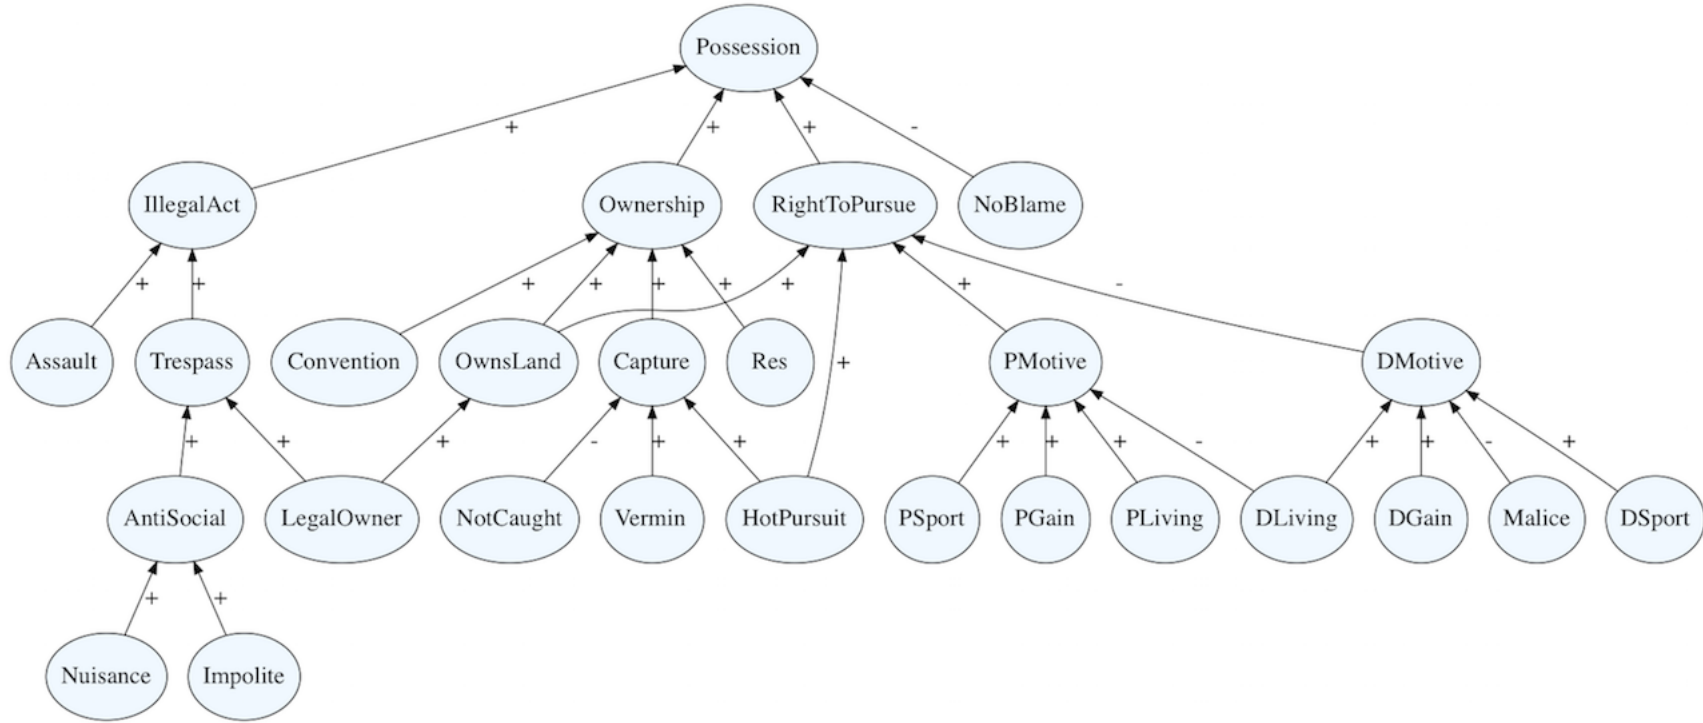 Possession
+ + + -
IllegalAct Ownership RightToPursue NoBlame
+ + + + + + + + -
Assault Trespass Convention OwnsLand Capture Res + PMotive DMotive
+ + + - + + + + + - + + - +
AntiSocial LegalOwner NotCaught Vermin HotPursuit PSport PGain PLiving DLiving DGain Malice DSport
+ +
Nuisance Impolite